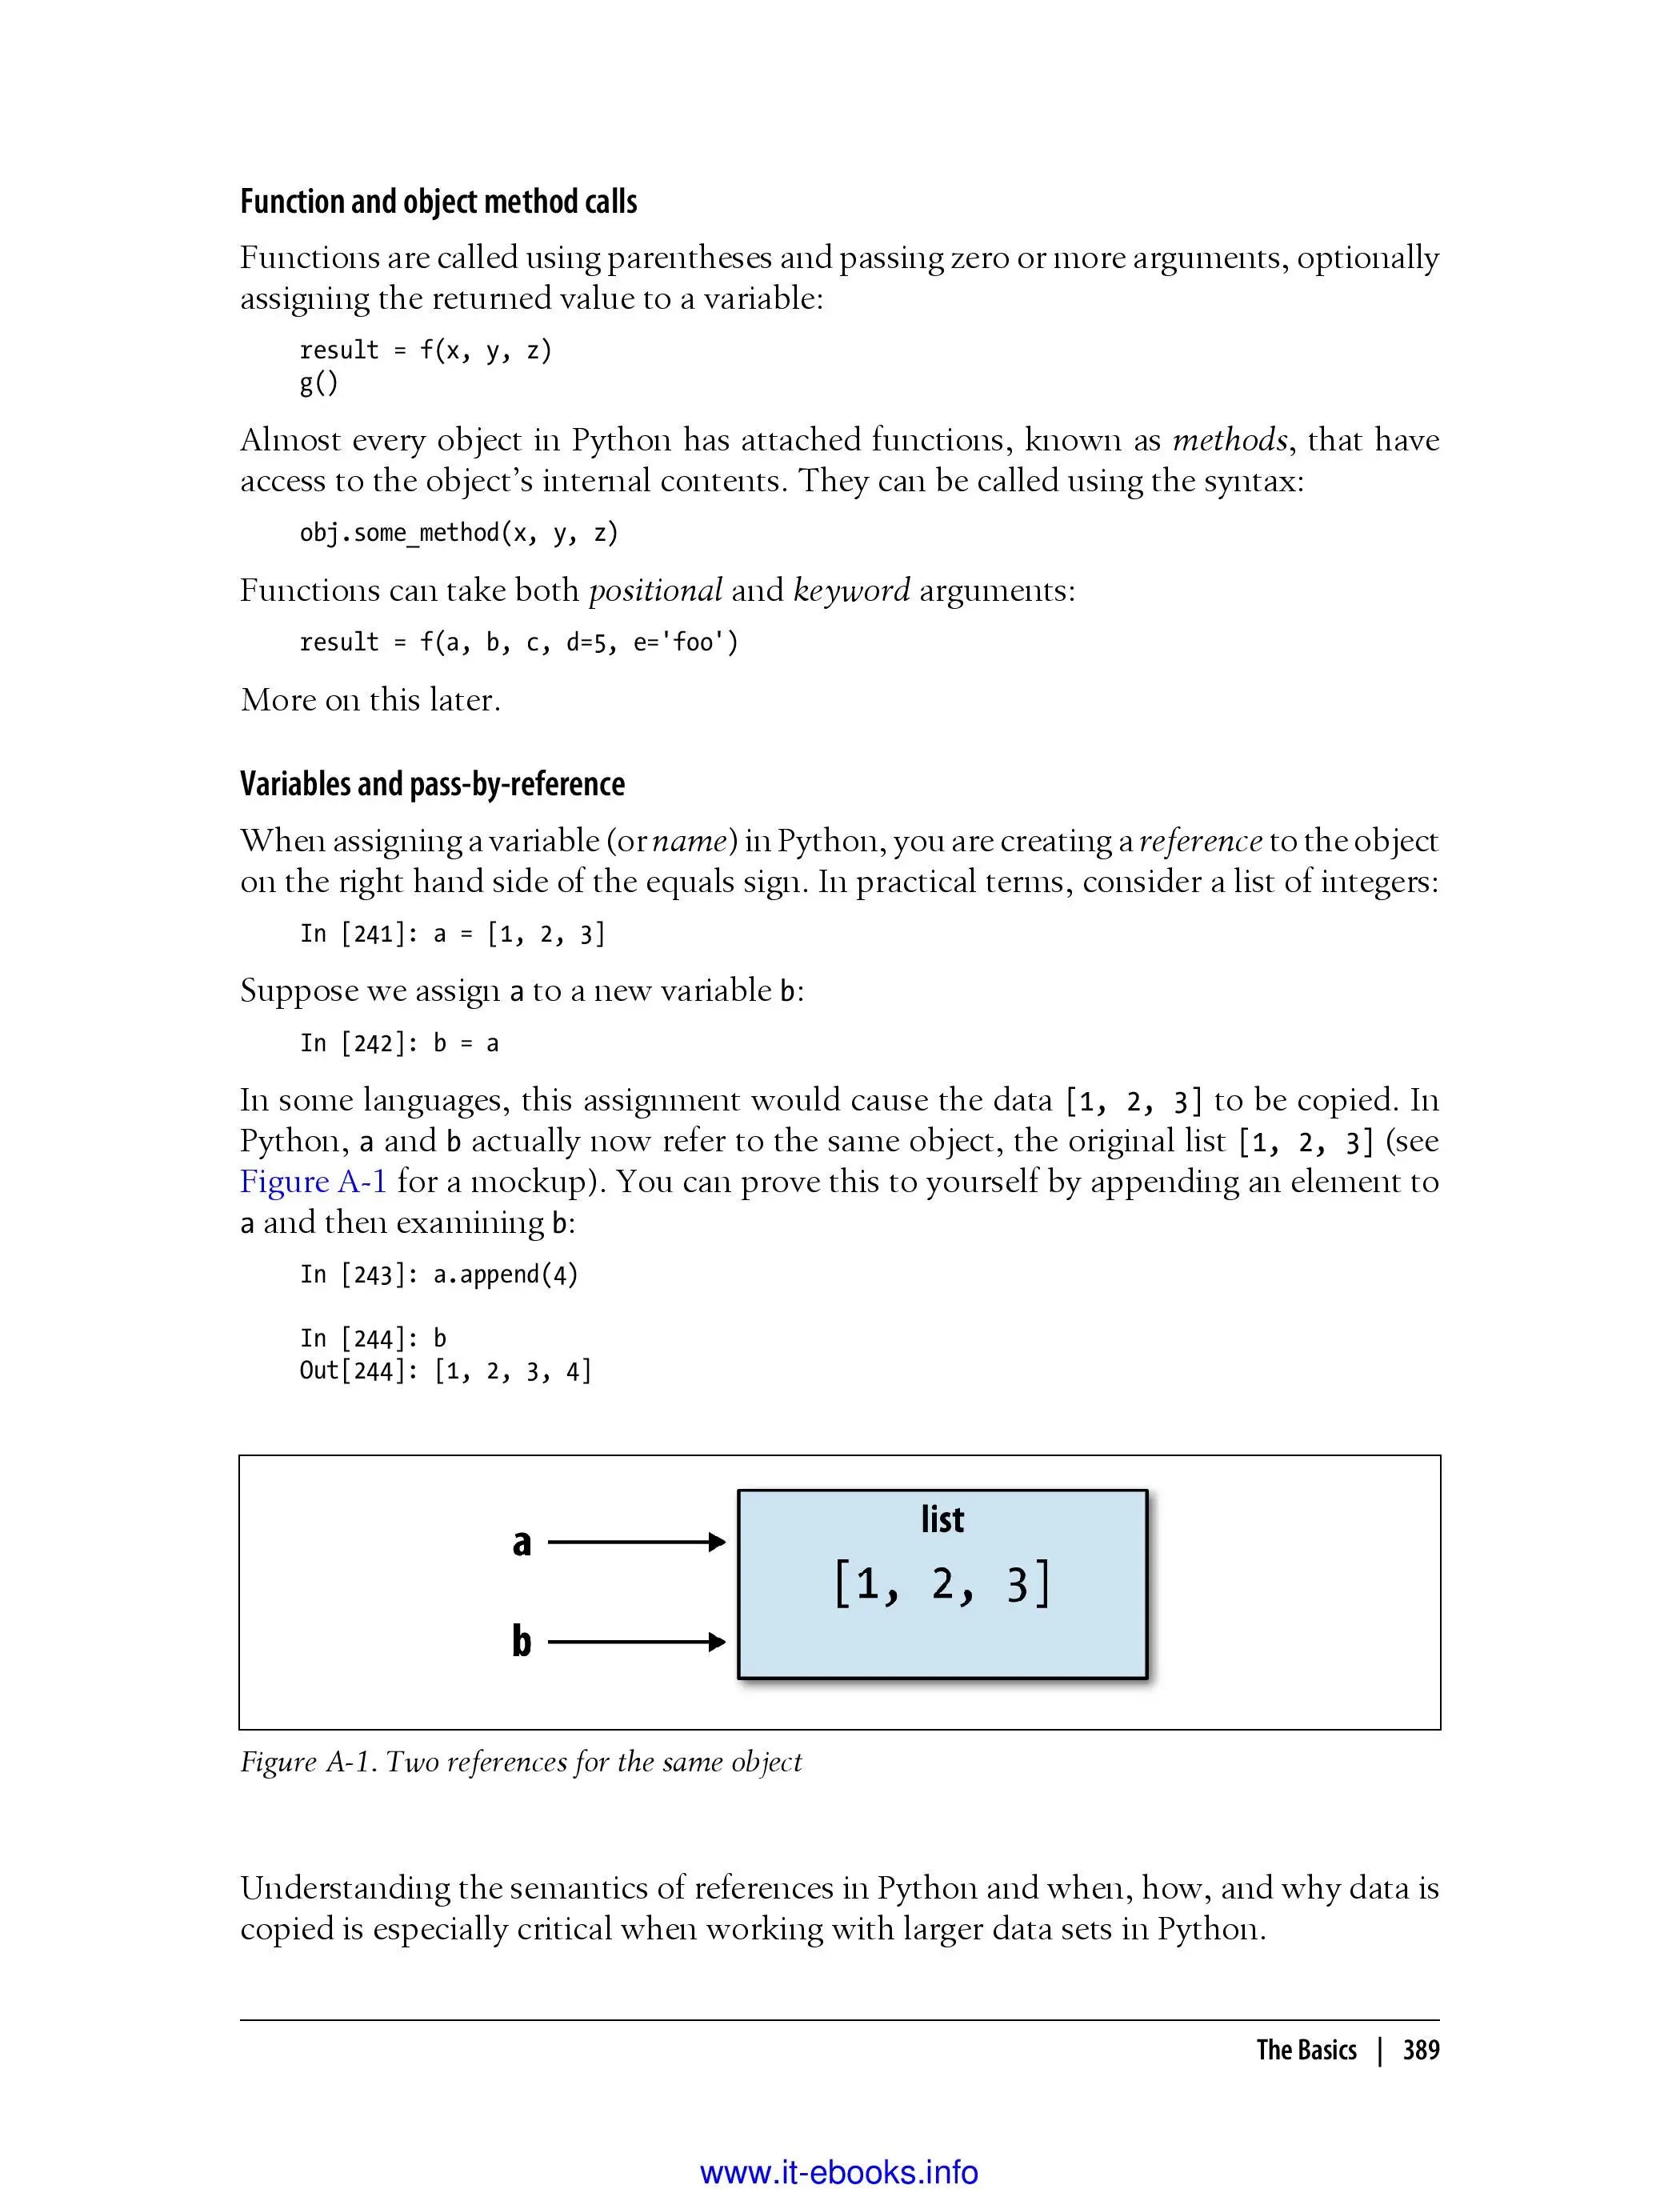 Function and object method calls
Functions are called using parentheses and passing zero or more arguments, optionally
assigning the returned value to a variable:
result = f(x, y, z)
g()
Almost every object in Python has attached functions, known as methods, that have
access to the object's internal contents. They can be called using the syntax:
obj.some_method(x, y, z)
Functions can take both positional and keyword arguments:
result = f(a, b, c, d=5, e='foo')
More on this later.
Variables and pass-by-reference
When assigning a variable (or name) in Python, you are creating a reference to the object
on the right hand side of the equals sign. In practical terms, consider a list of integers:
In [241]: a = [1, 2, 3]
Suppose we assign a to a new variable b:
In [242]: b = a
In some languages, this assignment would cause the data [1, 2, 3] to be copied. In
Python, a and b actually now refer to the same object, the original list [1, 2, 3] (see
Figure A-1 for a mockup). You can prove this to yourself by appending an element to
a and then examining b:
In [243]: a.append(4)
In [244]: b
Out[244]: [1, 2, 3, 4]
list
a
[1, 2, 3]
b
Figure A-1. Two references for the same object
Understanding the semantics of references in Python and when, how, and why data is
copied is especially critical when working with larger data sets in Python.
The Basics | 389
www.it-ebooks.info